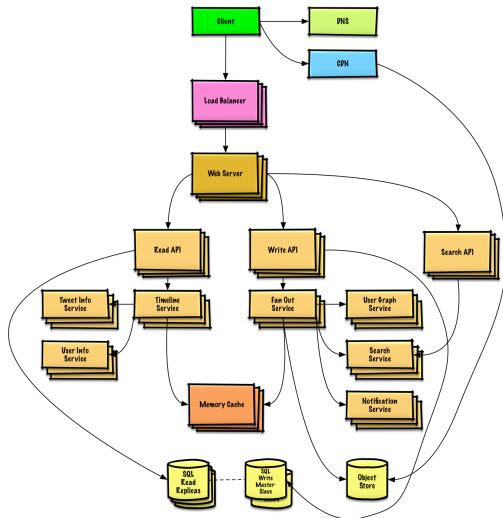 Client
DNS
CDN
Load Balancer
Web Server
Read API
Write API
Search API
Tweet Info
Service
Timeline
Service
Fan Out
Service
User Graph
Service
User Info
Service
Search
Service
Memory Cache
Notification
Service
SQL
Read
Replicas
SQL
Write
Master-
Slave
Object
Store